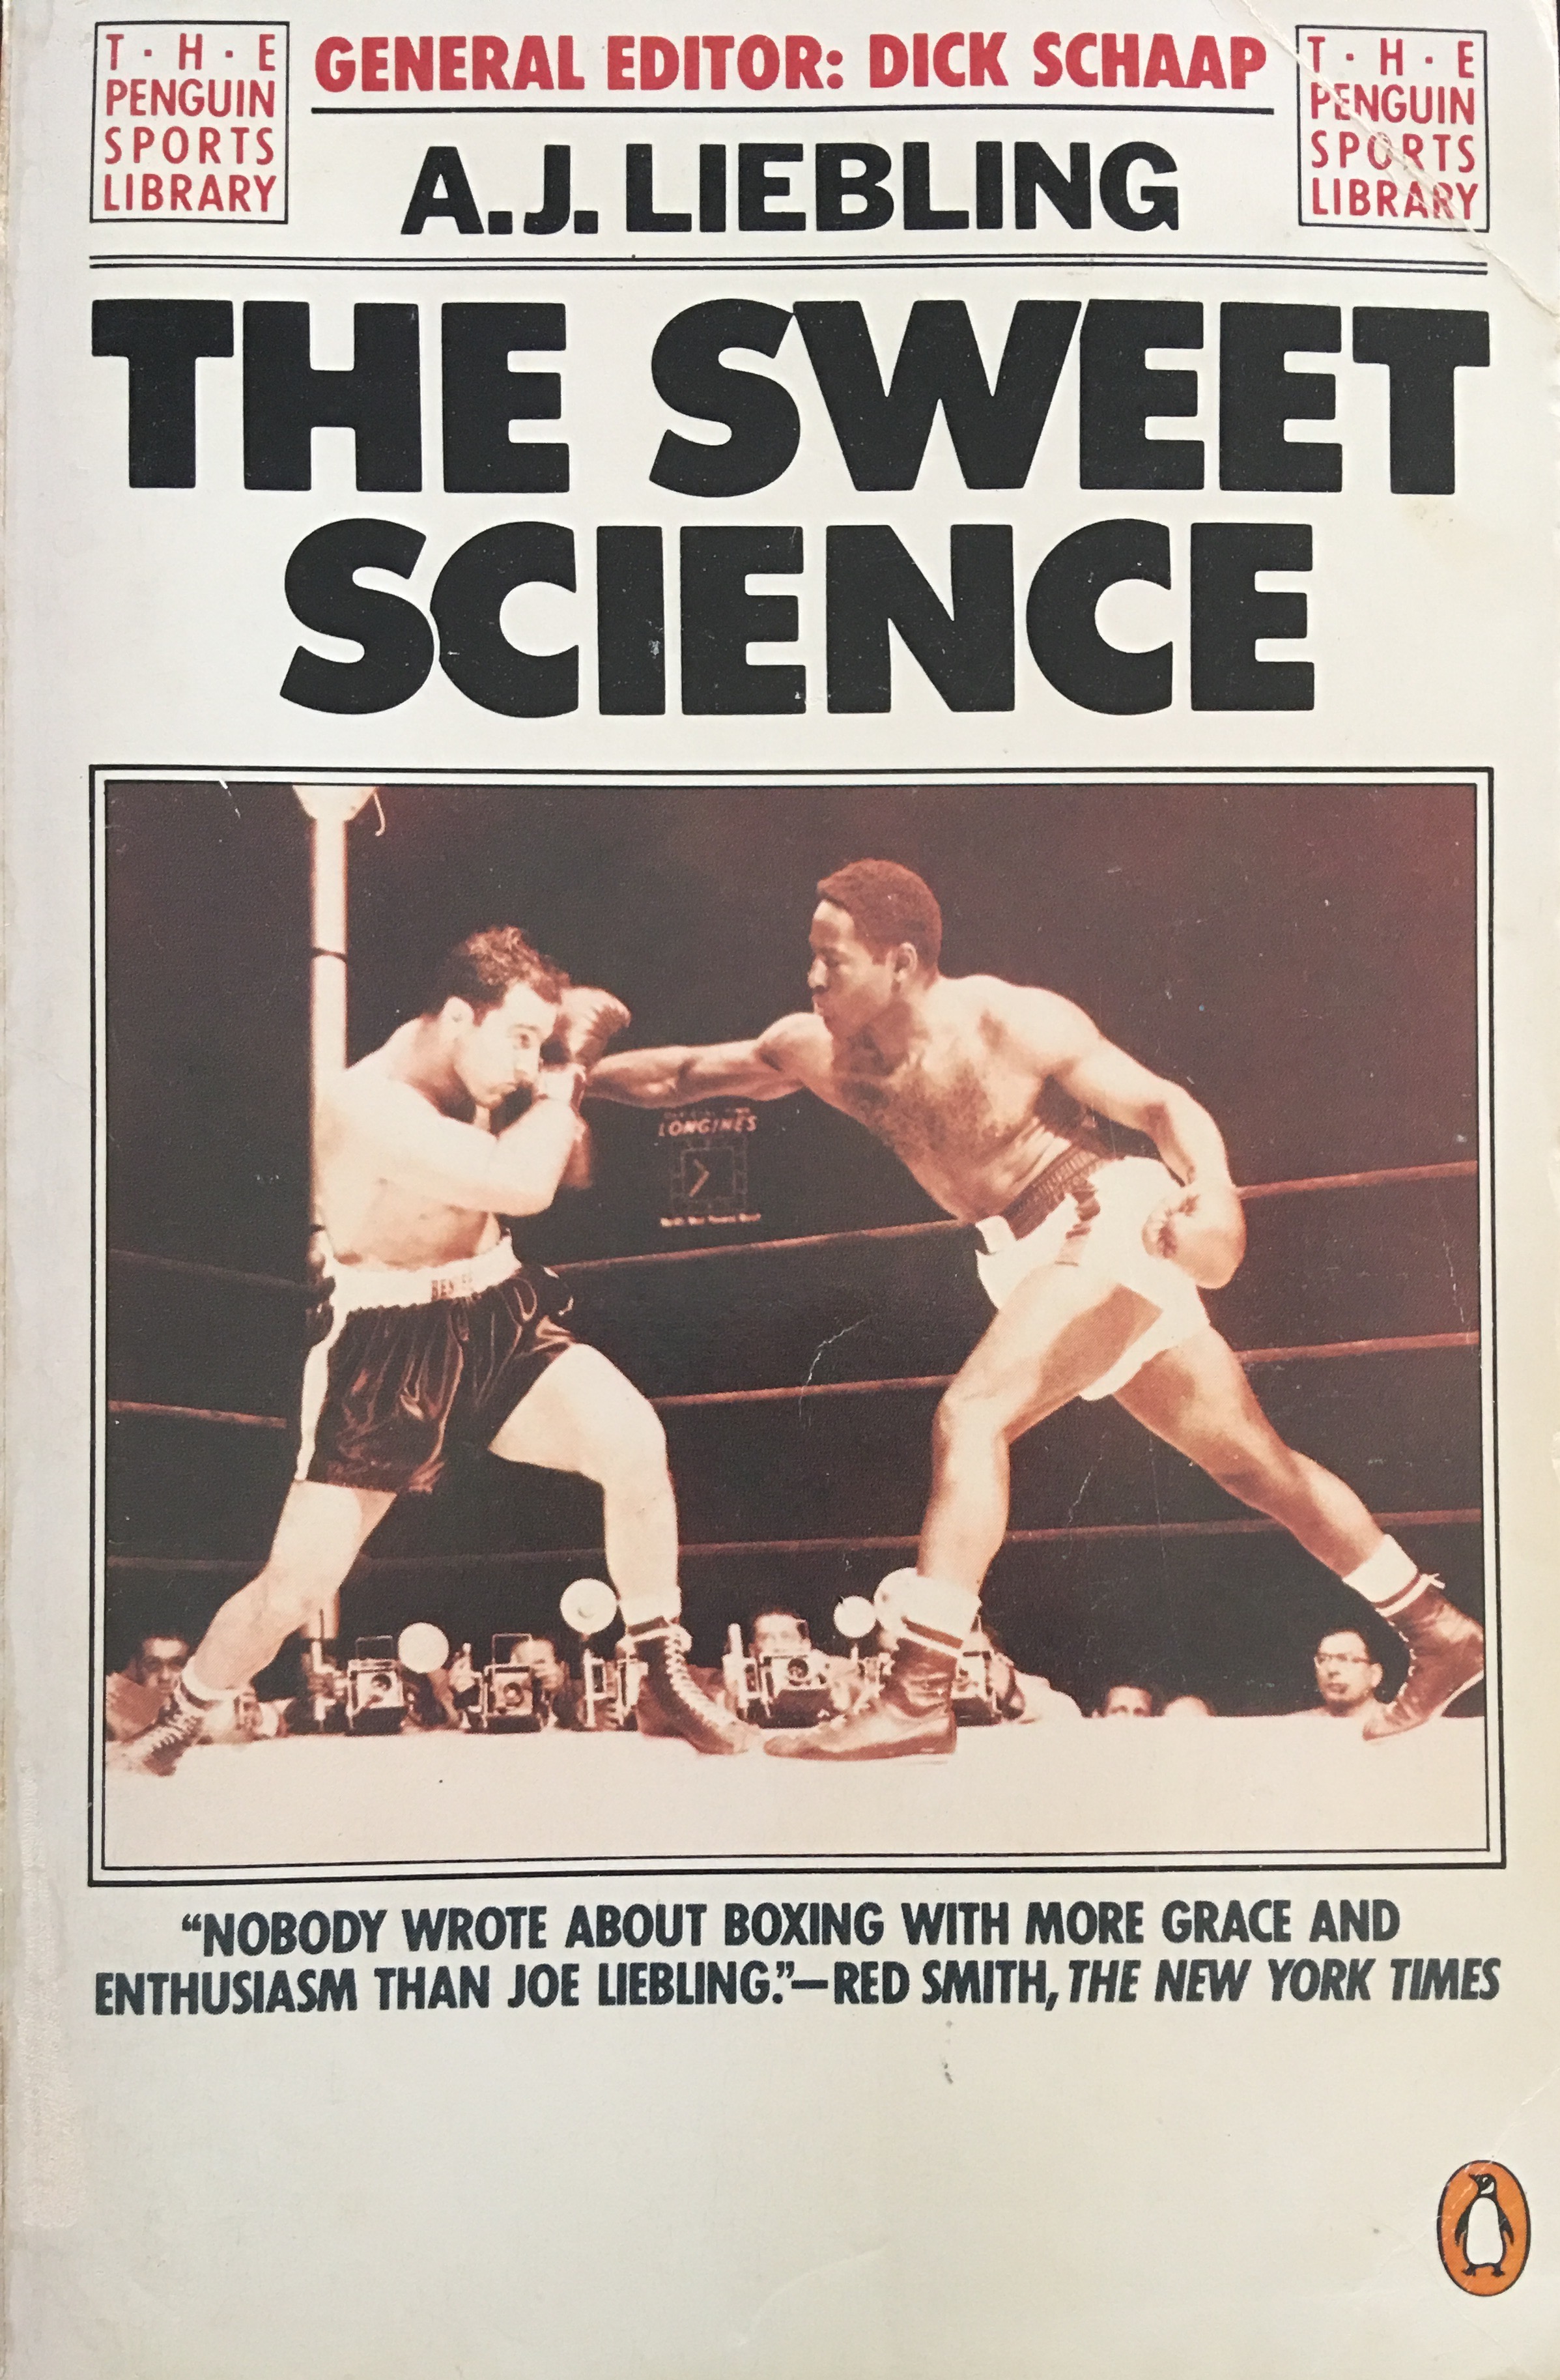 T·H·E
PENGUIN
SPORTS
LIBRARY
GENERAL EDITOR: DICK SCHAAP
T·H·E
PENGUIN
SPORTS
LIBRARY
A.J. LIEBLING
THE SWEET
SCIENCE
LONGINES
“NOBODY WROTE ABOUT BOXING WITH MORE GRACE AND
ENTHUSIASM THAN JOE LIEBLING.”—RED SMITH, THE NEW YORK TIMES